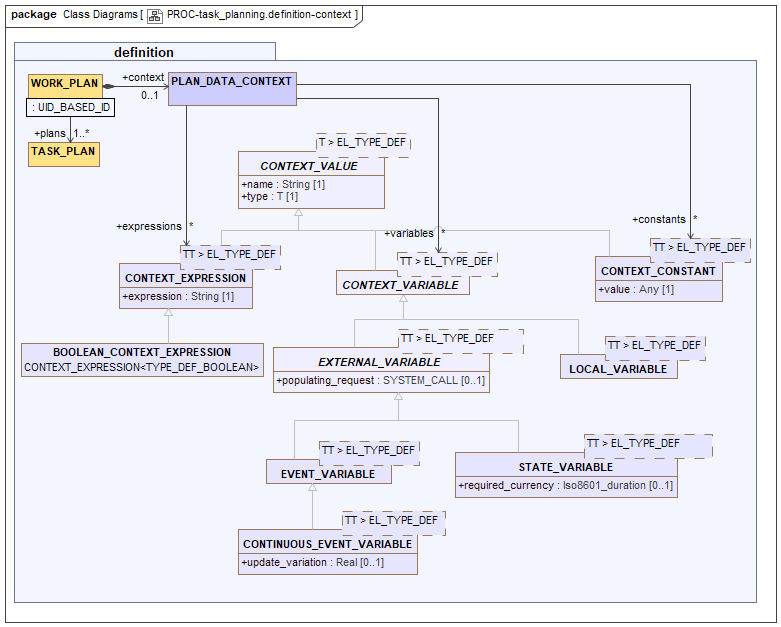 package Class Diagrams [ PROC-task_planning.definition-context ]
definition
WORK_PLAN
: UID_BASED_ID
+context
0..1
PLAN_DATA_CONTEXT
+plans 1..*
TASK_PLAN
T > EL_TYPE_DEF
CONTEXT_VALUE
+name : String [1]
+type : T [1]
+expressions *
+variables *
+constants *
TT > EL_TYPE_DEF
CONTEXT_EXPRESSION
+expression : String [1]
TT > EL_TYPE_DEF
CONTEXT_VARIABLE
TT > EL_TYPE_DEF
CONTEXT_CONSTANT
+value : Any [1]
BOOLEAN_CONTEXT_EXPRESSION
CONTEXT_EXPRESSION<TYPE_DEF_BOOLEAN>
TT > EL_TYPE_DEF
EXTERNAL_VARIABLE
+populating_request : SYSTEM_CALL [0..1]
TT > EL_TYPE_DEF
LOCAL_VARIABLE
TT > EL_TYPE_DEF
EVENT_VARIABLE
TT > EL_TYPE_DEF
STATE_VARIABLE
+required_currency : Iso8601_duration [0..1]
TT > EL_TYPE_DEF
CONTINUOUS_EVENT_VARIABLE
+update_variation : Real [0..1]